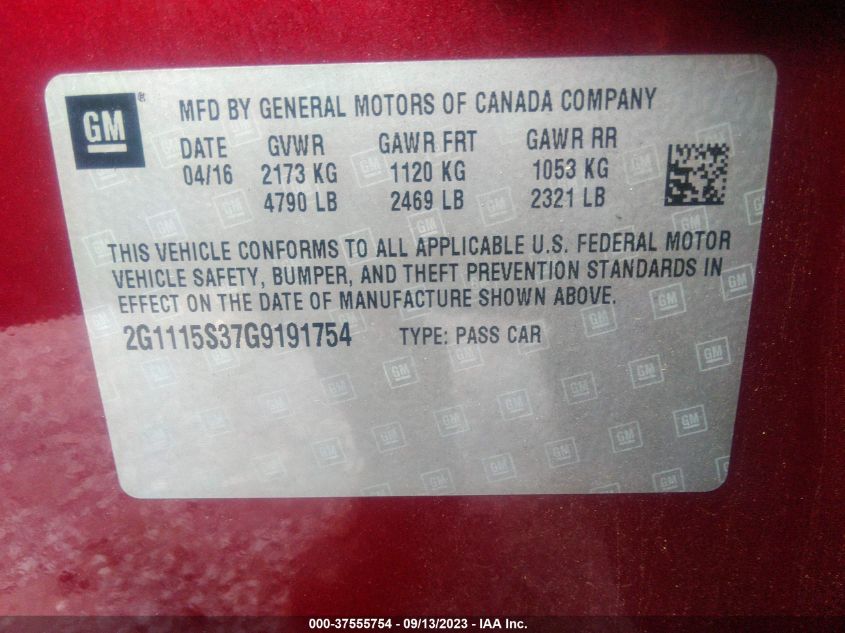 GM ®
MFD BY GENERAL MOTORS OF CANADA COMPANY
DATE GVWR GAWR FRT GAWR RR
04/16 2173 KG 1120 KG 1053 KG
4790 LB 2469 LB 2321 LB
THIS VEHICLE CONFORMS TO ALL APPLICABLE U.S. FEDERAL MOTOR
VEHICLE SAFETY, BUMPER, AND THEFT PREVENTION STANDARDS IN
EFFECT ON THE DATE OF MANUFACTURE SHOWN ABOVE.
2G1115S37G9191754 TYPE: PASS CAR
000-37555754 - 09/13/2023 - IAA Inc.